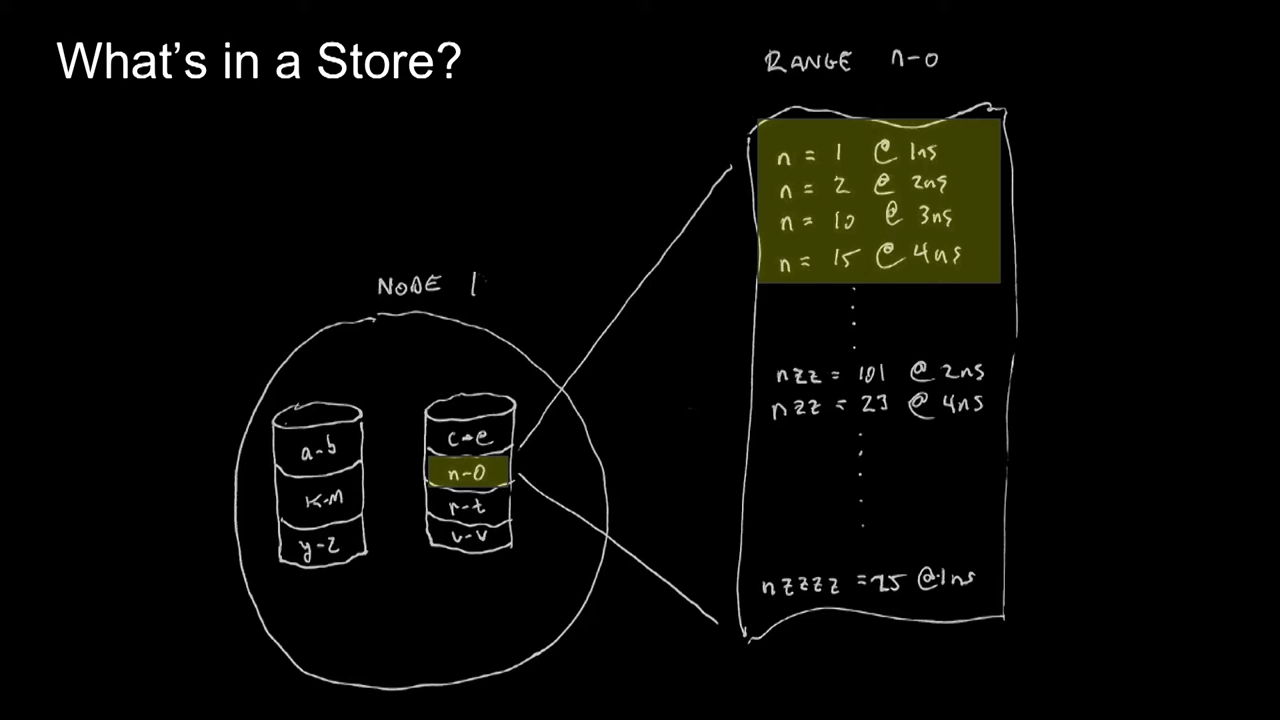 What's in a Store?
RANGE n-o
n = 1 @ 1ns
n = 2 @ 2ns
n = 10 @ 3ns
n = 15 @ 4ns
nzz = 101 @ 2ns
nzz = 23 @ 4ns
nzzzz = 25 @ 1ns
NODE 1
a-b
K-M
y-z
c-e
n-o
r-t
u-v